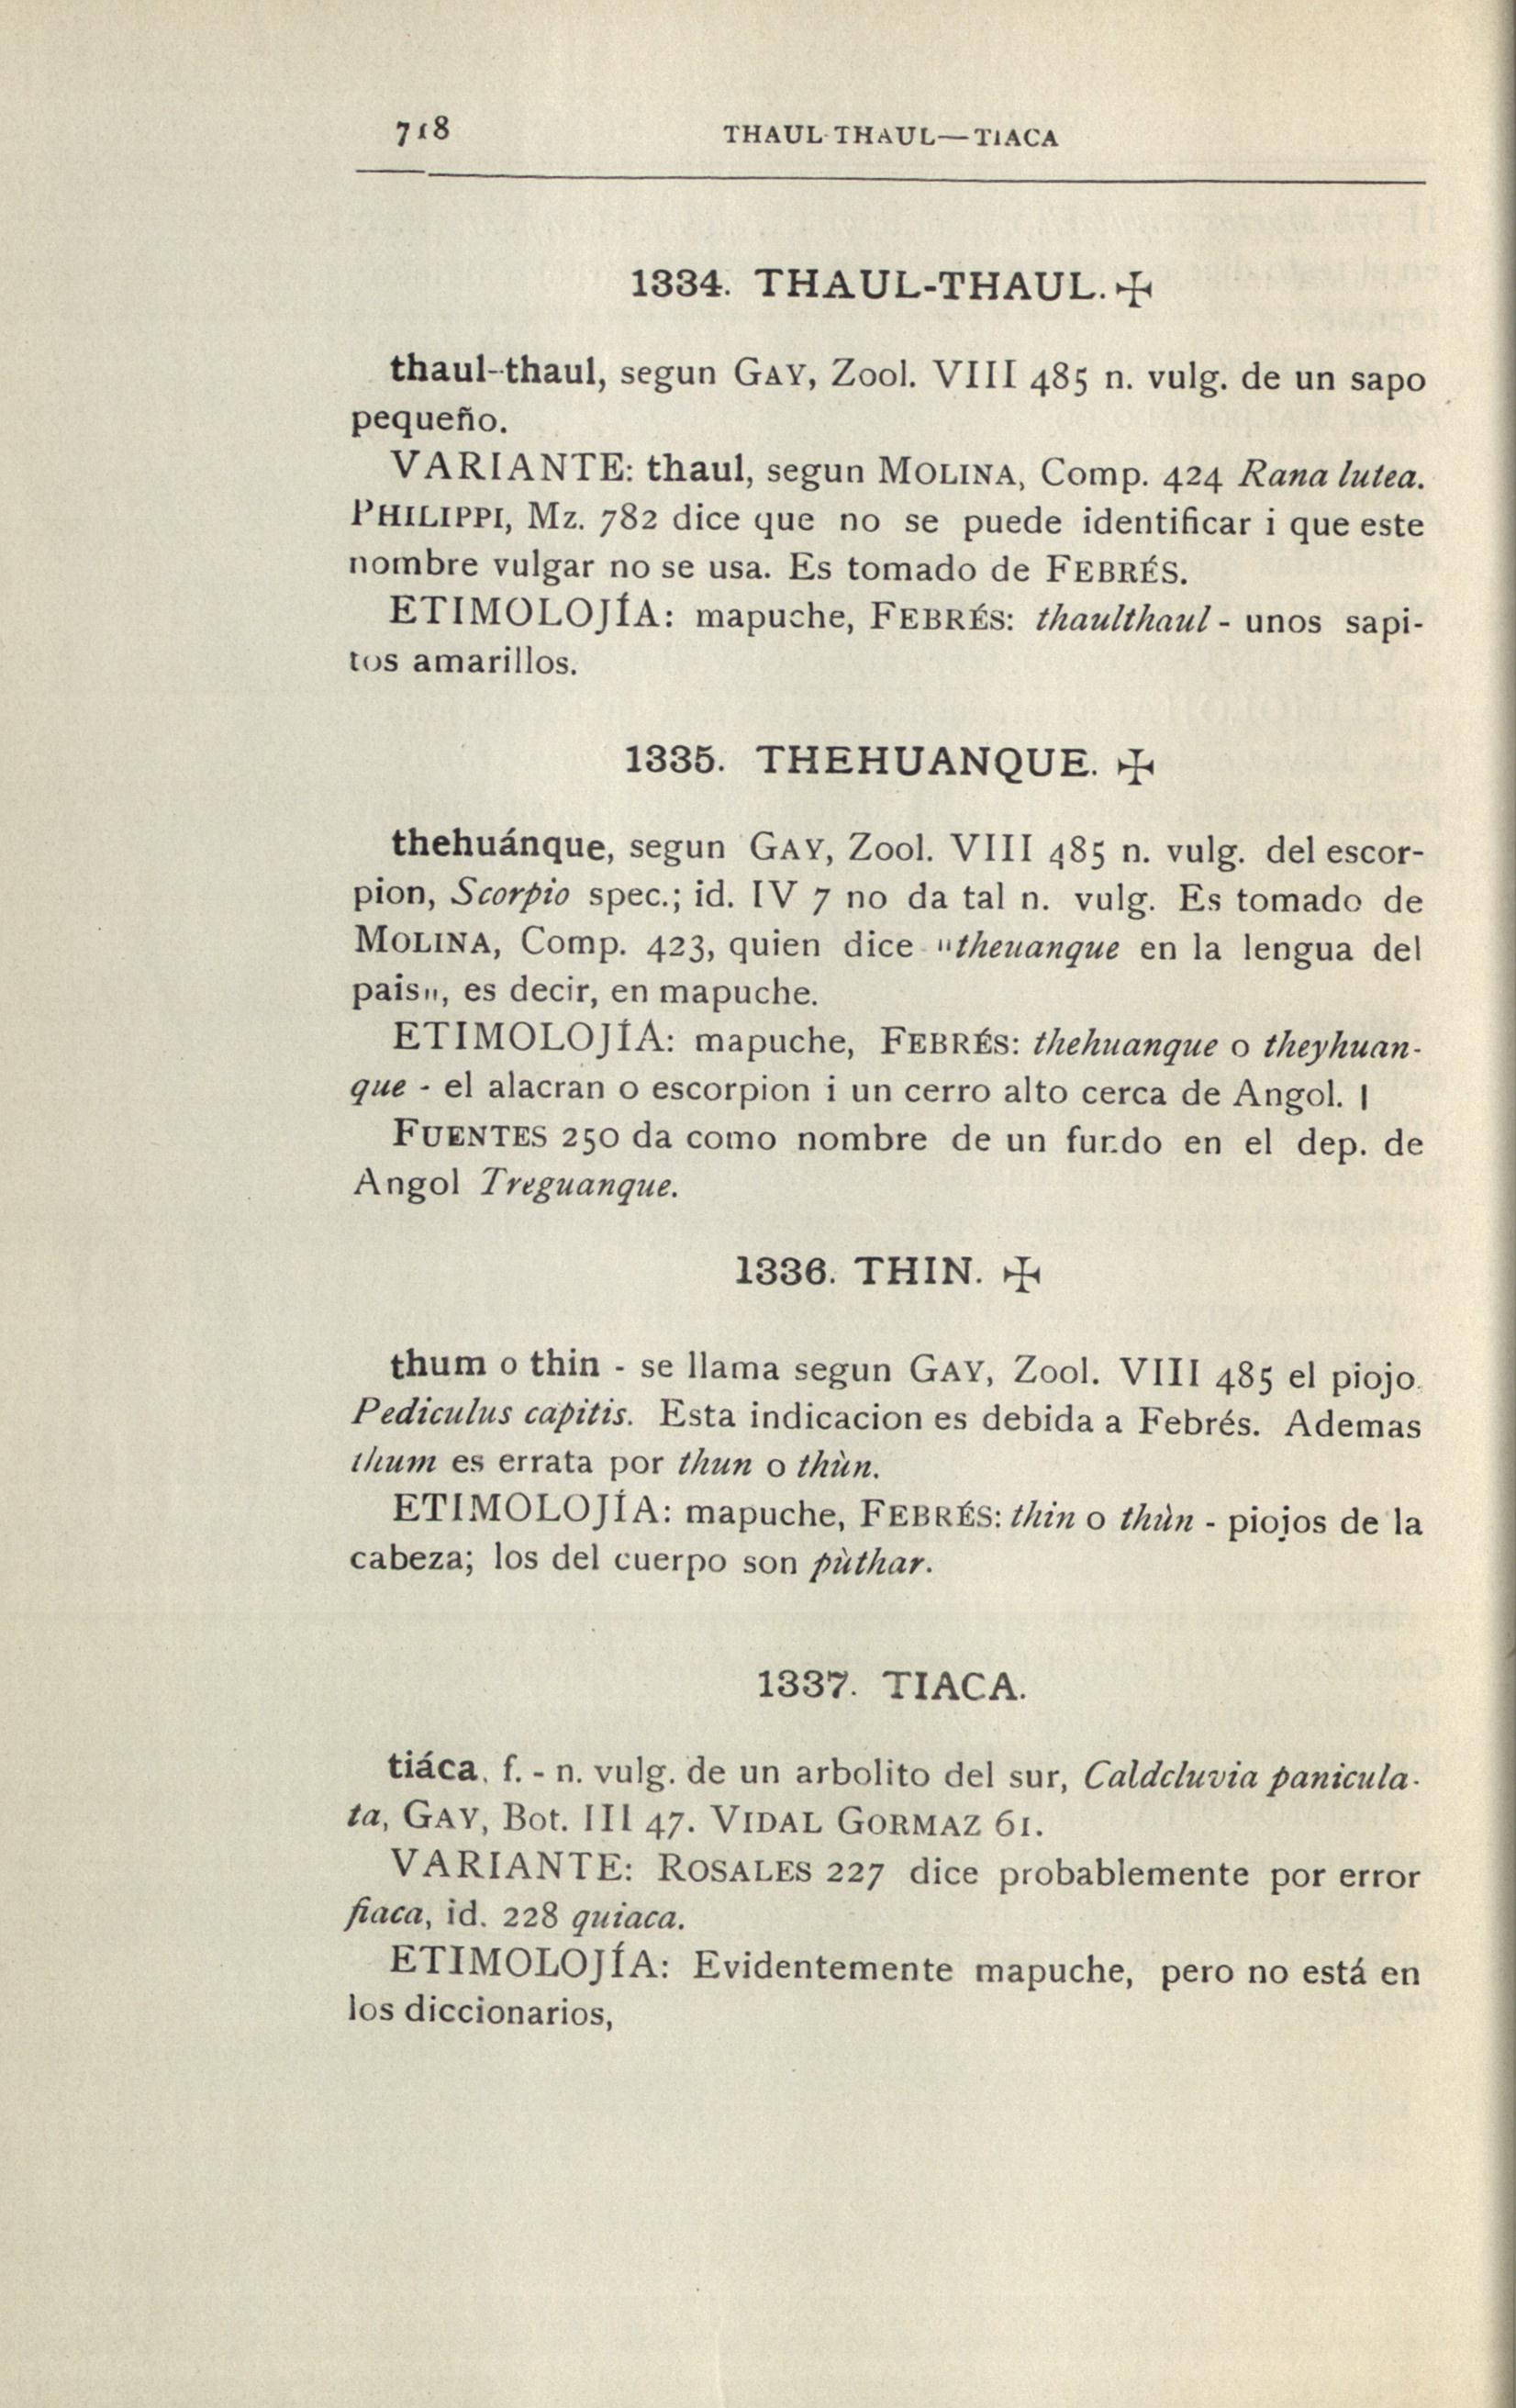 718 THAUL-THAUL—TIACA
1334. THAUL-THAUL. ✠
thaul-thaul, segun GAY, Zool. VIII 485 n. vulg. de un sapo
pequeño.
VARIANTE: thaul, segun MOLINA, Comp. 424 Rana lutea.
PHILIPPI, Mz. 782 dice que no se puede identificar i que este
nombre vulgar no se usa. Es tomado de FEBRÉS.
ETIMOLOJÍA: mapuche, FEBRÉS: thaulthaul - unos sapi-
tos amarillos.
1335. THEHUANQUE. ✠
thehuánque, segun GAY, Zool. VIII 485 n. vulg. del escor-
pion, Scorpio spec.; id. IV 7 no da tal n. vulg. Es tomado de
MOLINA, Comp. 423, quien dice "theuanque en la lengua del
pais", es decir, en mapuche.
ETIMOLOJÍA: mapuche, FEBRÉS: thehuanque o theyhuan-
que - el alacran o escorpion i un cerro alto cerca de Angol. |
FUENTES 250 da como nombre de un fundo en el dep. de
Angol Treguanque.
1336. THIN. ✠
thum o thin - se llama segun GAY, Zool. VIII 485 el piojo.
Pediculus capitis. Esta indicacion es debida a Febrés. Ademas
thum es errata por thun o thùn.
ETIMOLOJÍA: mapuche, FEBRÉS: thin o thùn - piojos de la
cabeza; los del cuerpo son pùthar.
1337. TIACA.
tiáca, f. - n. vulg. de un arbolito del sur, Caldcluvia panicula-
ta, GAY, Bot. III 47. VIDAL GORMAZ 61.
VARIANTE: ROSALES 227 dice probablemente por error
fiaca, id. 228 quiaca.
ETIMOLOJÍA: Evidentemente mapuche, pero no está en
los diccionarios,